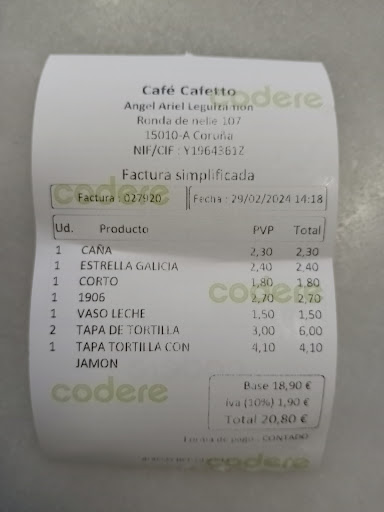 Café Cafetto
Angel Ariel
Ronda de nelle 107
15010-A Coruña
NIF/CIF : Y1964361Z
Factura simplificada
Factura : 027920 Fecha : 29/02/2024 14:18
Ud. Producto PVP Total
1 CAÑA 2,30 2,30
1 ESTRELLA GALICIA 2,40 2,40
1 CORTO 1,80 1,80
1 1906 2,70 2,70
1 VASO LECHE 1,50 1,50
2 TAPA DE TORTILLA 3,00 6,00
1 TAPA TORTILLA CON 4,10 4,10
JAMON
Base 18,90 €
iva (10%) 1,90 €
Total 20,80 €
Forma de pago : CONTADO
codere
codere
codere
codere
codere